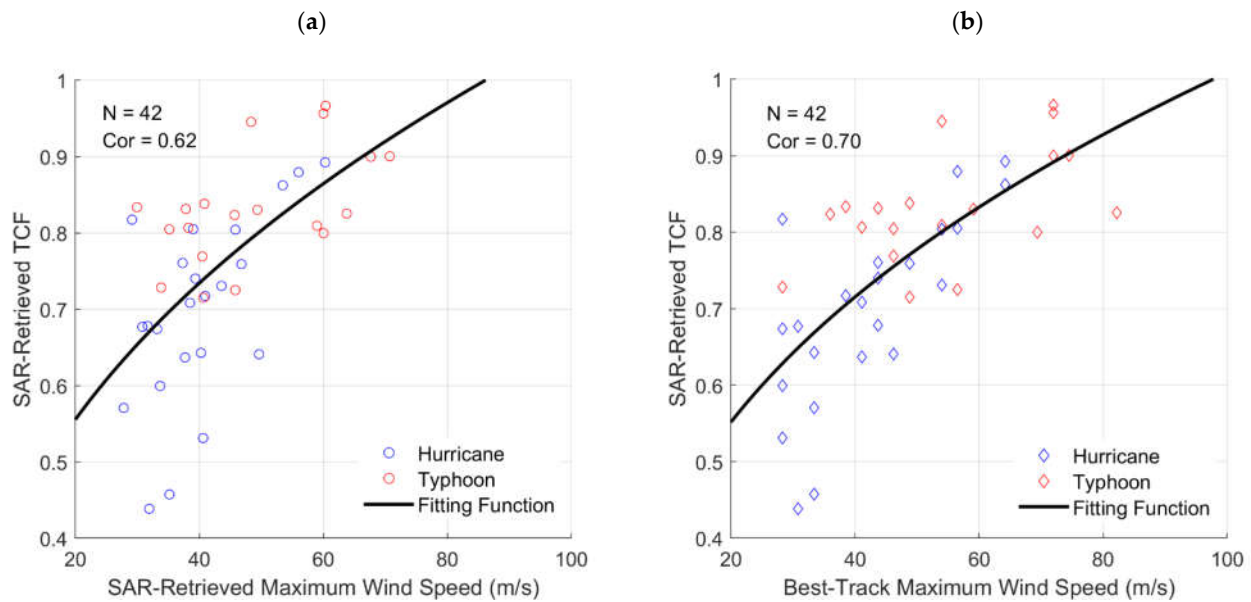 (a)
1
0.9
0.8
0.7
0.6
0.5
0.4
SAR-Retrieved TCF
N = 42
Cor = 0.62
Hurricane
Typhoon
Fitting Function
20 40 60 80 100
SAR-Retrieved Maximum Wind Speed (m/s)
(b)
1
0.9
0.8
0.7
0.6
0.5
0.4
SAR-Retrieved TCF
N = 42
Cor = 0.70
Hurricane
Typhoon
Fitting Function
20 40 60 80 100
Best-Track Maximum Wind Speed (m/s)